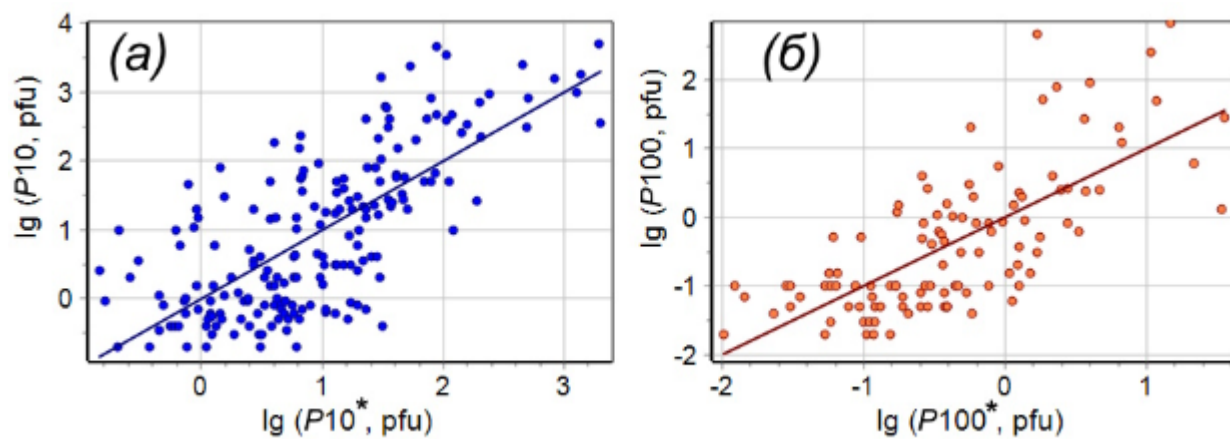 (а)
lg (P10, pfu)
4
3
2
1
0
0 1 2 3
lg (P10*, pfu)
(б)
lg (P100, pfu)
2
1
0
-1
-2
-2 -1 0 1
lg (P100*, pfu)